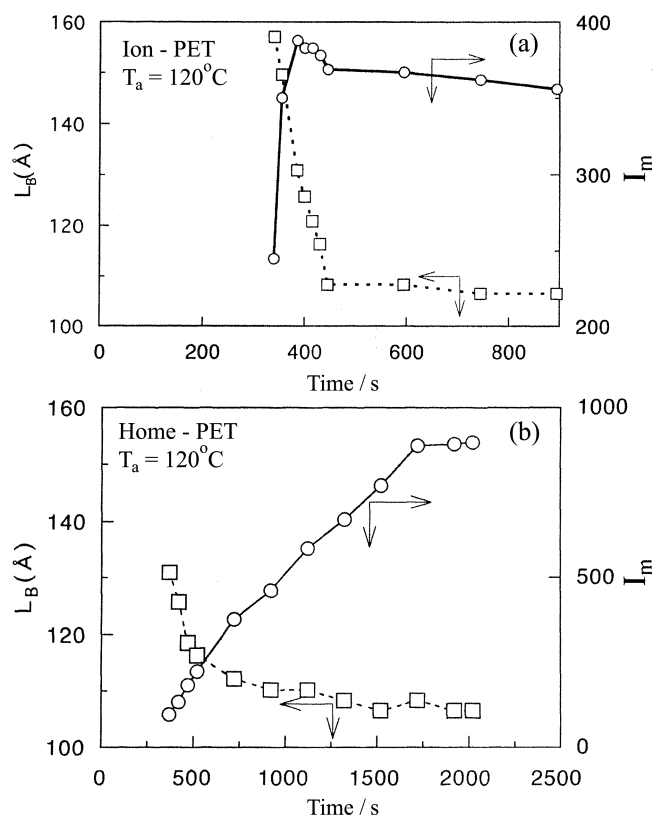 160
140
120
100
L_B(Å)
Ion - PET
T_a = 120°C
(a)
400
300
200
I_m
0
200
400
600
800
Time / s
160
140
120
100
L_B(Å)
Home - PET
T_a = 120°C
(b)
1000
500
0
I_m
0
500
1000
1500
2000
2500
Time / s